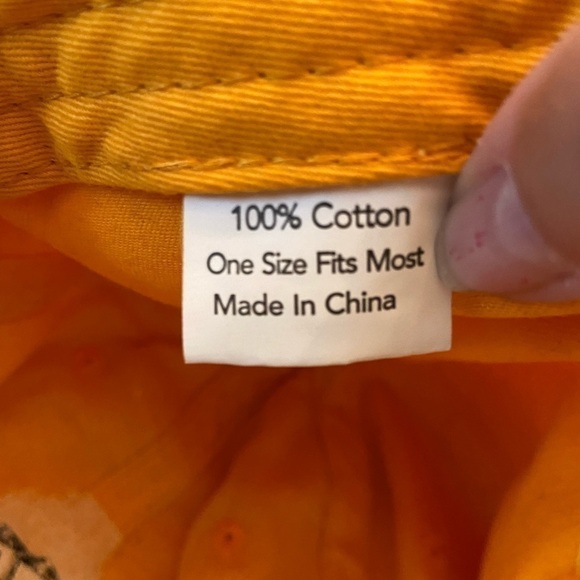 100% Cotton
One Size Fits Most
Made In China